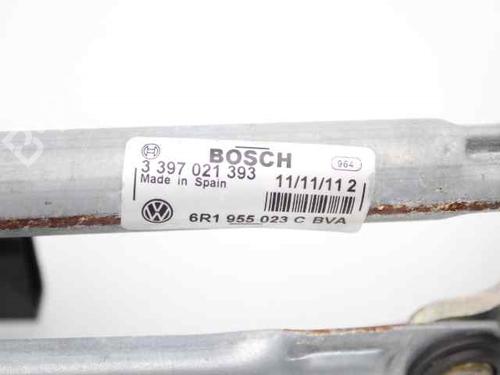 BOSCH
964
3 397 021 393
Made in Spain
11/11/11 2
6R1 955 023 C BVA